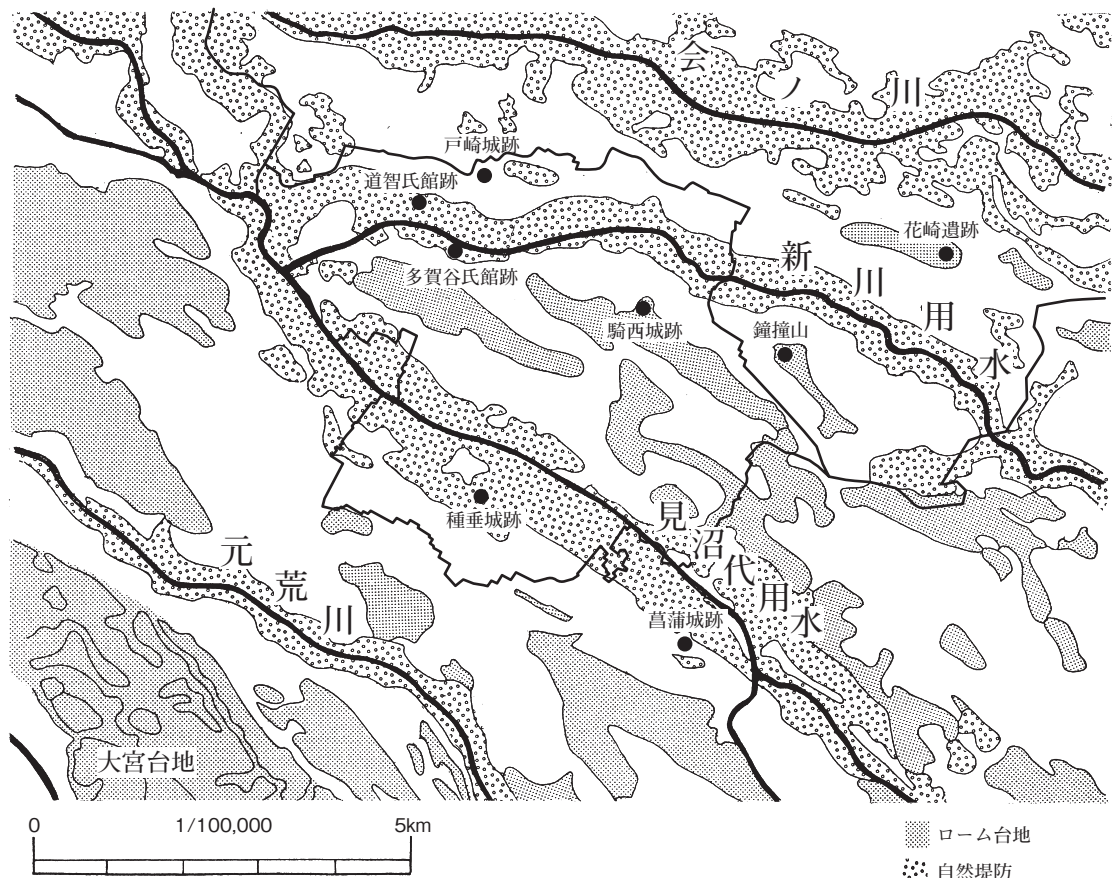 会ノ川
戸崎城跡
道智氏館跡
花崎遺跡
多賀谷氏館跡
新川用水
騎西城跡
鐘撞山
種垂城跡
見沼代用水
元荒川
菖蒲城跡
大宮台地
0 1/100,000 5km
ローム台地
自然堤防